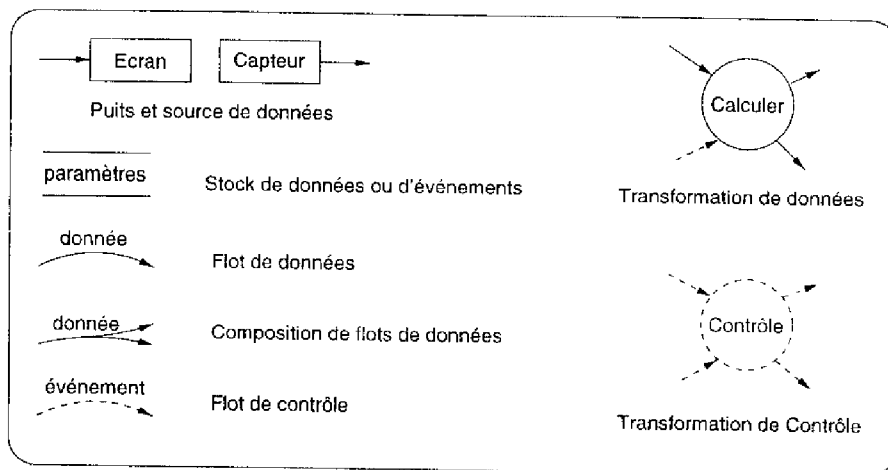 Ecran
Capteur
Puits et source de données
paramètres
Stock de données ou d'événements
donnée
Flot de données
donnée
Composition de flots de données
événement
Flot de contrôle
Calculer
Transformation de données
Contrôle
Transformation de Contrôle